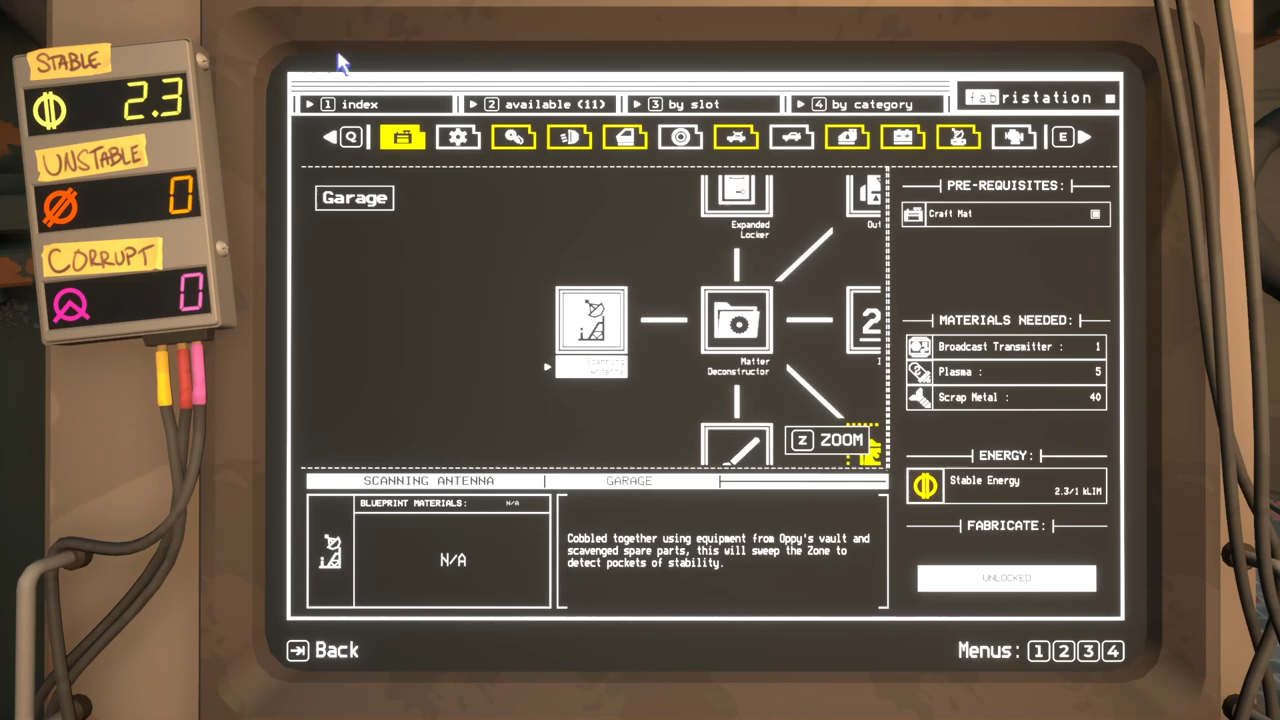 STABLE
2.3
UNSTABLE
0
CORRUPT
0
1 index
2 available (11)
3 by slot
4 by category
fabristation
Q
E
Garage
Expanded
Locker
Out
Scanning
Antenna
Matter
Deconstructor
2
Z ZOOM
PRE-REQUISITES:
Craft Mat
MATERIALS NEEDED:
Broadcast Transmitter : 1
Plasma : 5
Scrap Metal : 40
ENERGY:
Stable Energy
2.3/1 kLIM
FABRICATE:
UNLOCKED
SCANNING ANTENNA
GARAGE
BLUEPRINT MATERIALS: N/A
N/A
Cobbled together using equipment from Oppy's vault and
scavenged spare parts, this will sweep the Zone to
detect pockets of stability.
Back
Menus: 1 2 3 4